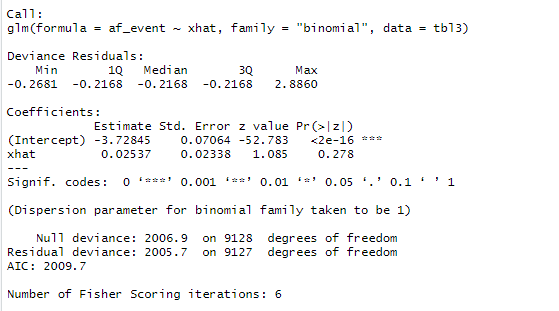 Call:
glm(formula = af_event ~ xhat, family = "binomial", data = tbl3)
Deviance Residuals:
Min 1Q Median 3Q Max
-0.2681 -0.2168 -0.2168 -0.2168 2.8860
Coefficients:
Estimate Std. Error z value Pr(>|z|)
(Intercept) -3.72845 0.07064 -52.783 <2e-16 ***
xhat 0.02537 0.02338 1.085 0.278
---
Signif. codes: 0 ‘***’ 0.001 ‘**’ 0.01 ‘*’ 0.05 ‘.’ 0.1 ‘ ’ 1
(Dispersion parameter for binomial family taken to be 1)
Null deviance: 2006.9 on 9128 degrees of freedom
Residual deviance: 2005.7 on 9127 degrees of freedom
AIC: 2009.7
Number of Fisher Scoring iterations: 6